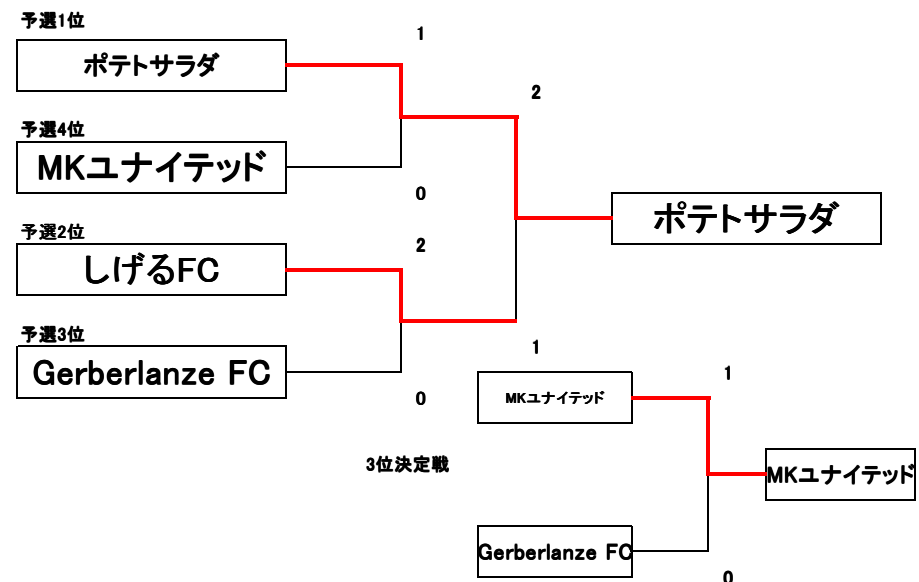 予選1位
1
ポテトサラダ
2
予選4位
MKユナイテッド
0
ポテトサラダ
予選2位
2
しげるFC
予選3位
1
Gerberlanze FC
1
0
MKユナイテッド
3位決定戦
MKユナイテッド
Gerberlanze FC
0